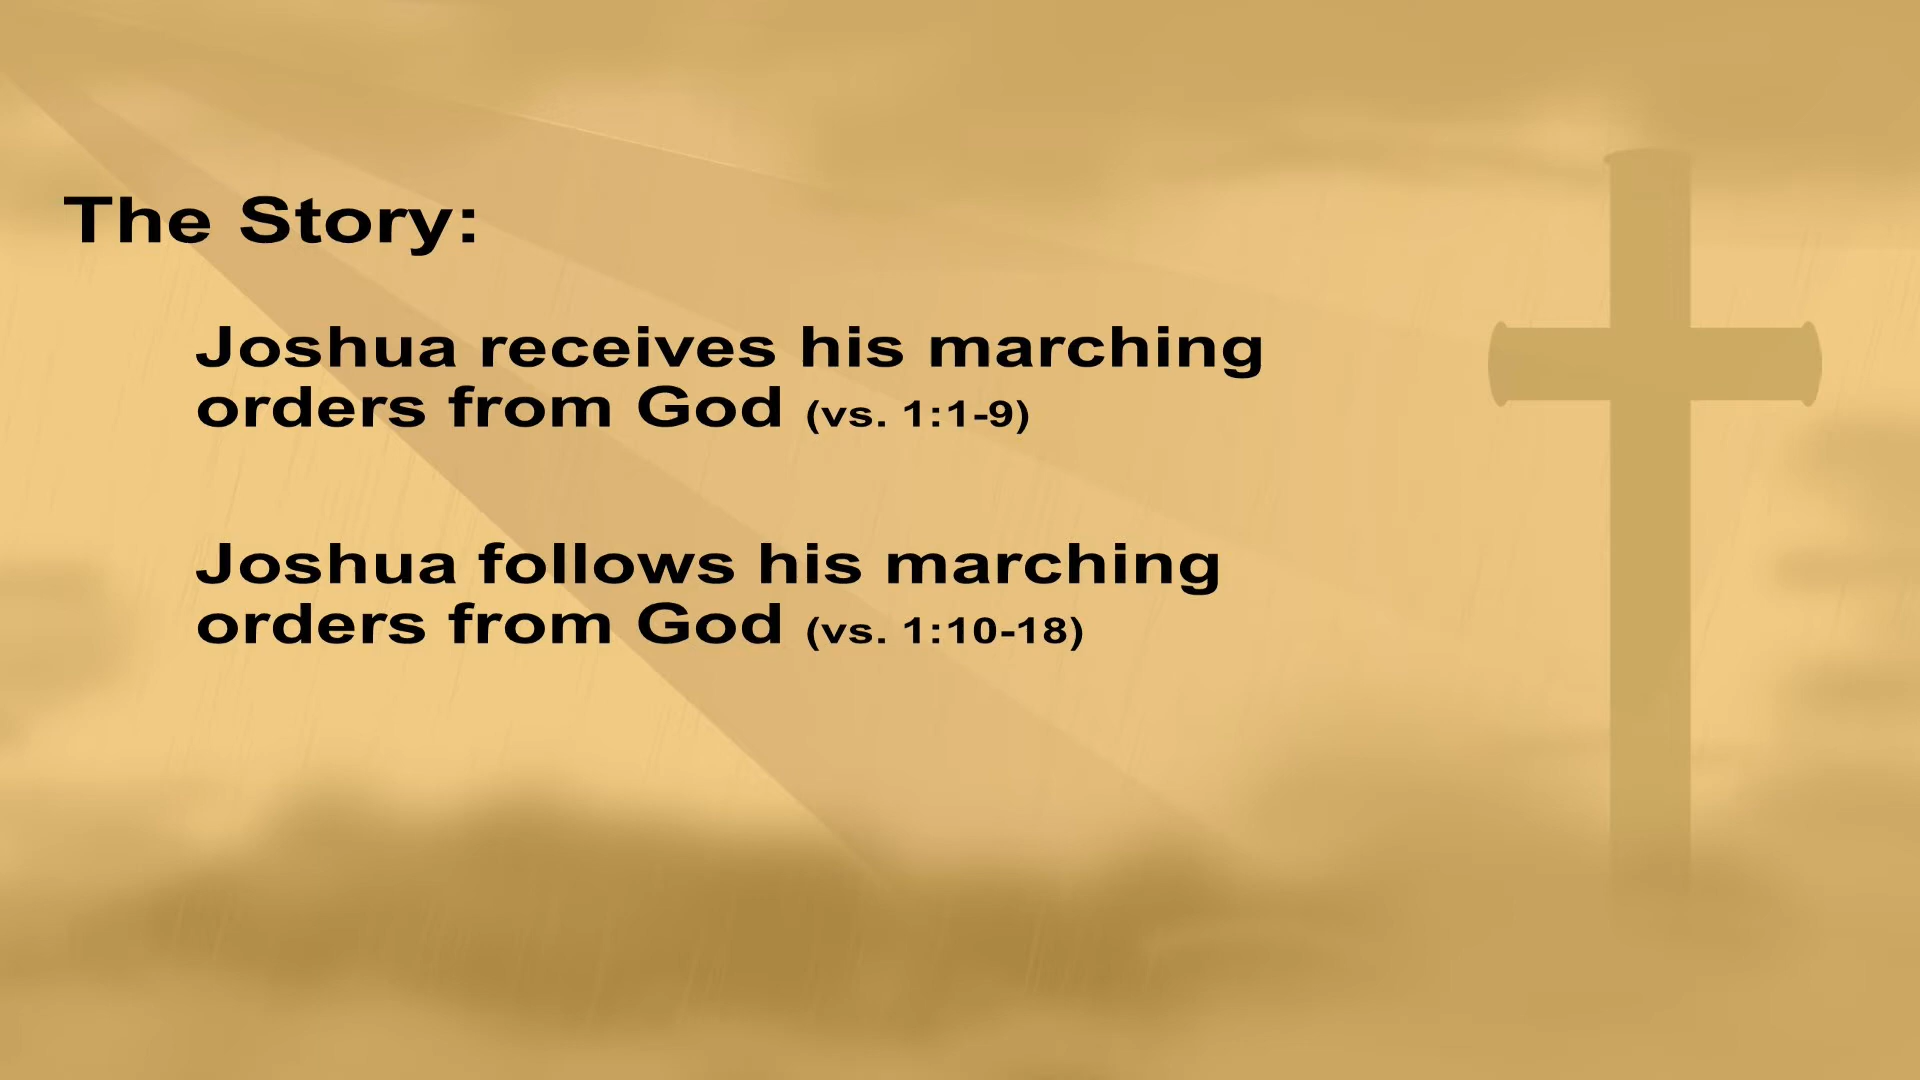 The Story:
Joshua receives his marching
orders from God (vs. 1:1-9)
Joshua follows his marching
orders from God (vs. 1:10-18)